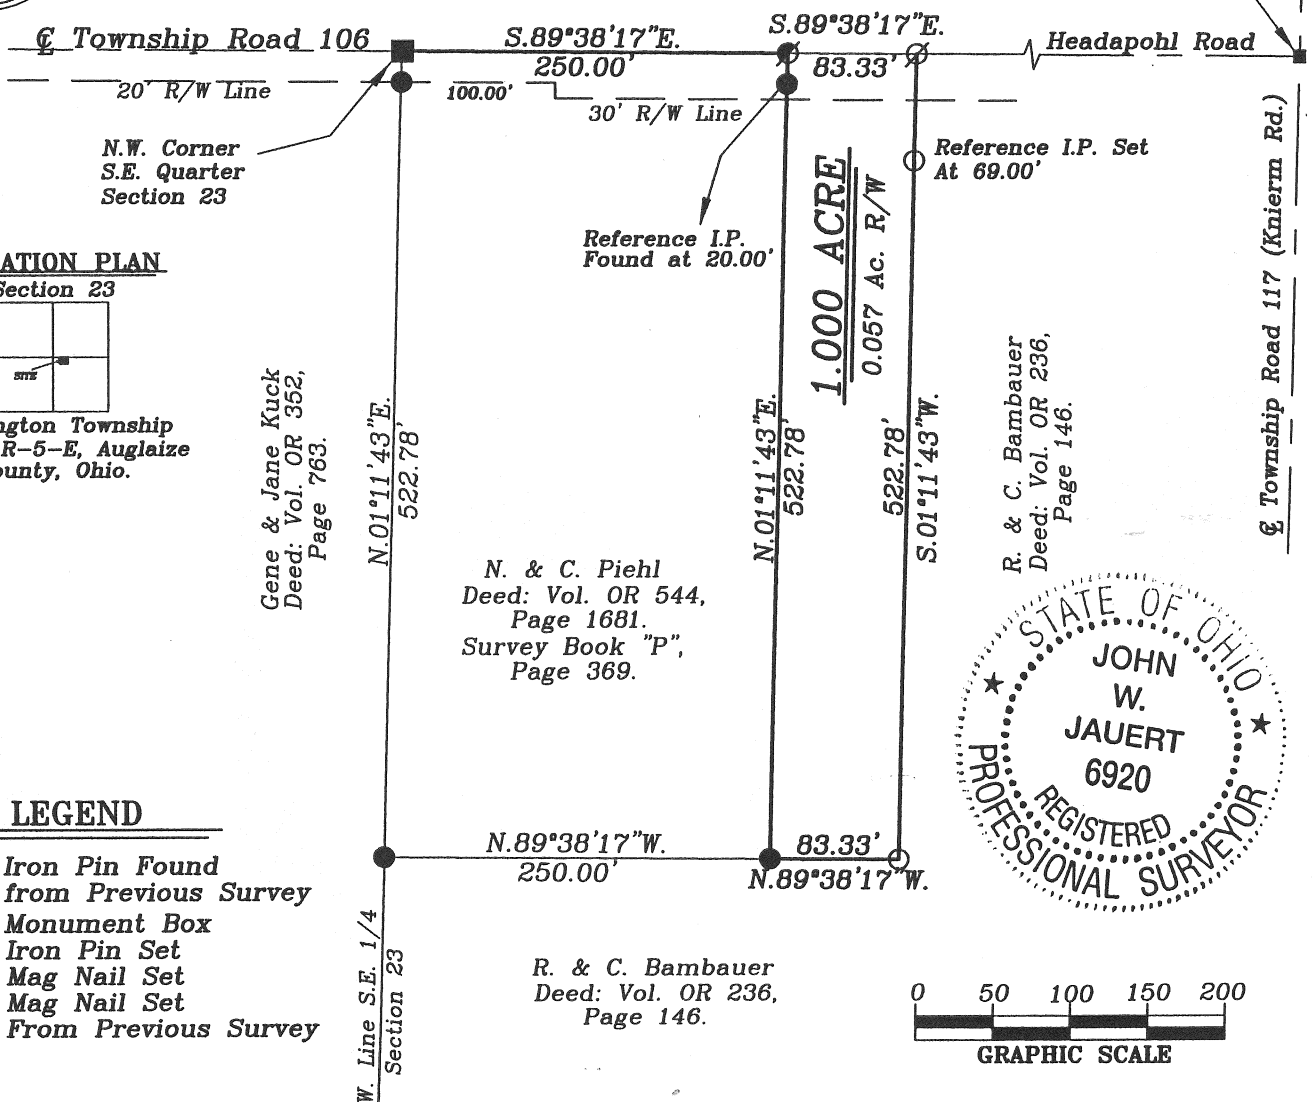 ℄ Township Road 106
S.89°38'17"E.
250.00'
S.89°38'17"E.
83.33'
Headapohl Road
20' R/W Line
100.00'
30' R/W Line
N.W. Corner
S.E. Quarter
Section 23
Reference I.P. Set
At 69.00'
Reference I.P.
Found at 20.00'
1.000 ACRE
0.057 Ac. R/W
℄ Township Road 117 (Knierm Rd.)
ATION PLAN
Section 23
SITE
ngton Township
R-5-E, Auglaize
ounty, Ohio.
Gene & Jane Kuck
Deed: Vol. OR 352,
Page 763.
N.01°11'43"E.
522.78'
N.01°11'43"E.
522.78'
522.78'
S.01°11'43"W.
R. & C. Bambauer
Deed: Vol. OR 236,
Page 146.
N. & C. Piehl
Deed: Vol. OR 544,
Page 1681.
Survey Book "P",
Page 369.
STATE OF OHIO
JOHN
W.
JAUERT
6920
REGISTERED
PROFESSIONAL SURVEYOR
LEGEND
Iron Pin Found
from Previous Survey
Monument Box
Iron Pin Set
Mag Nail Set
Mag Nail Set
From Previous Survey
N.89°38'17"W.
250.00'
83.33'
N.89°38'17"W.
W. Line S.E. 1/4
Section 23
R. & C. Bambauer
Deed: Vol. OR 236,
Page 146.
0 50 100 150 200
GRAPHIC SCALE